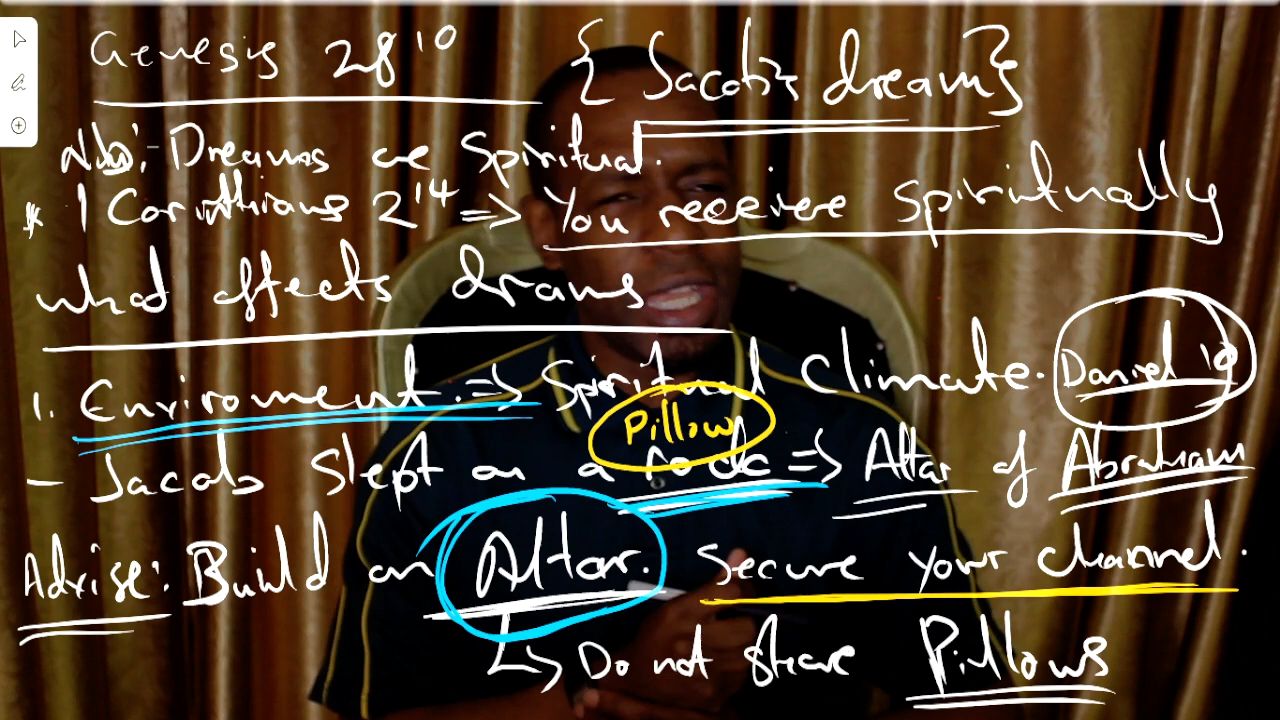 Genesis 28¹⁰ {Jacob's dream}
Nb: Dreams are Spiritual.
* 1 Corinthians 2¹⁴ => You receive spiritually
what affects dreams
1. Enviroment. => Spiritual Climate. Daniel 10
Pillow
- Jacob Slept on a rock => Altar of Abraham
Advise: Build an Altar. Secure your channel.
↳ Do not share Pillows